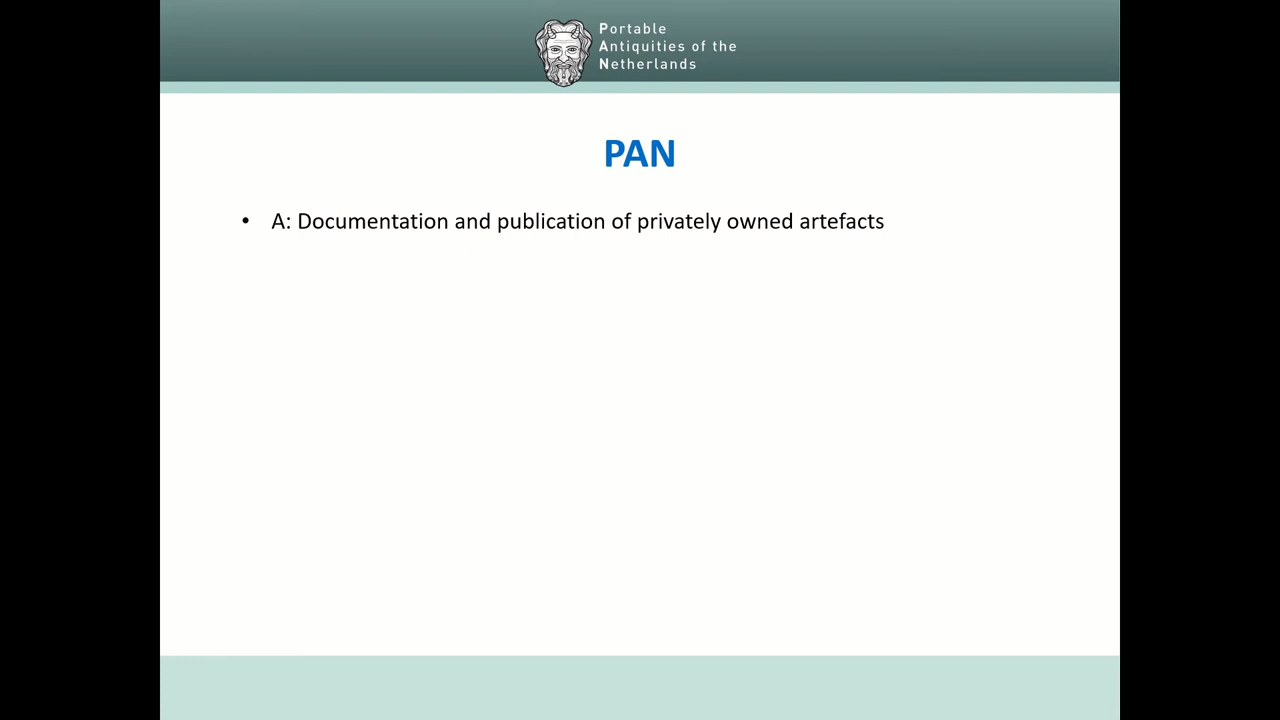 Portable
Antiquities of the
Netherlands
PAN
• A: Documentation and publication of privately owned artefacts